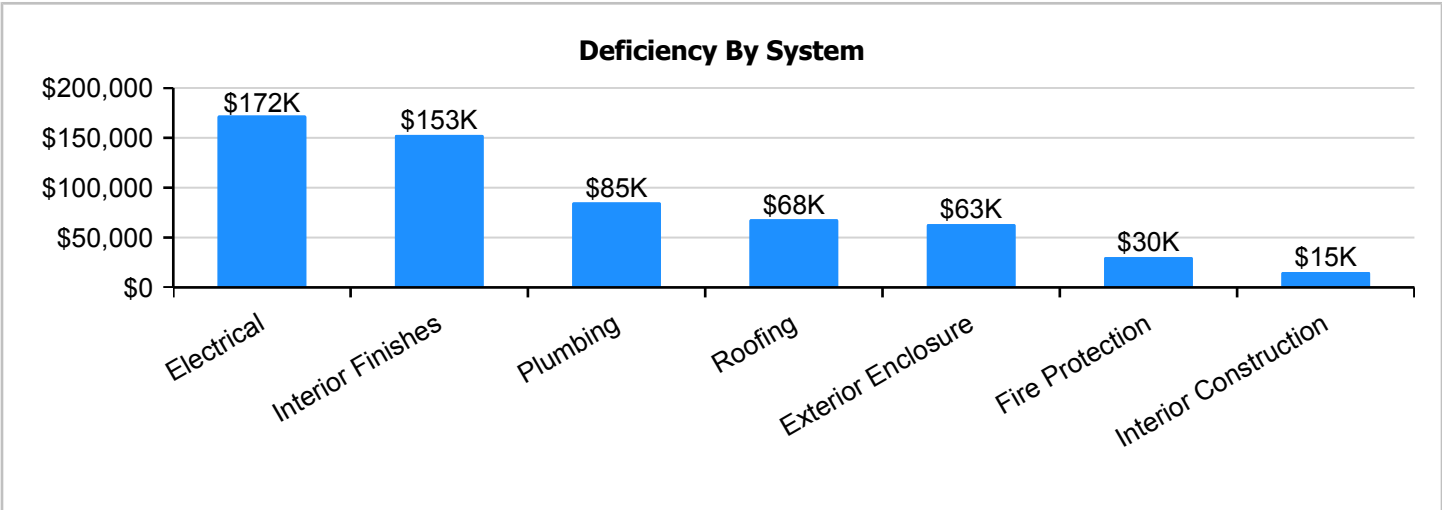 Deficiency By System
$200,000
$150,000
$100,000
$50,000
$0
$172K
$153K
$85K
$68K
$63K
$30K
$15K
Electrical
Interior Finishes
Plumbing
Roofing
Exterior Enclosure
Fire Protection
Interior Construction